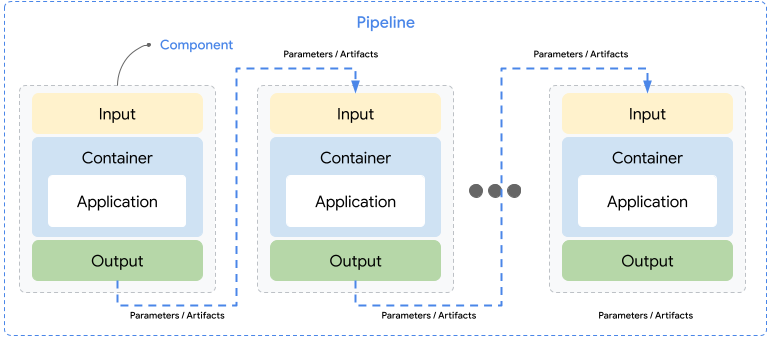 Pipeline
Component
Parameters / Artifacts
Parameters / Artifacts
Input
Container
Application
Output
Input
Container
Application
Output
Input
Container
Application
Output
Parameters / Artifacts
Parameters / Artifacts
Parameters / Artifacts